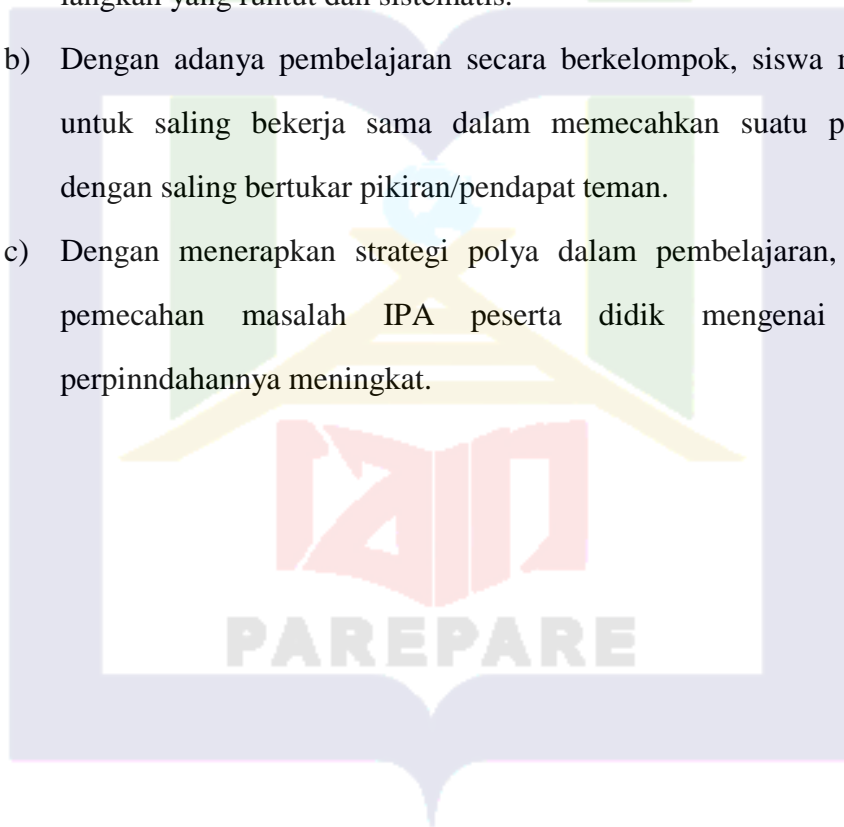 langkah yang runtut dan sistematis.
b) Dengan adanya pembelajaran secara berkelompok, siswa
untuk saling bekerja sama dalam memecahkan suatu
dengan saling bertukar pikiran/pendapat teman.
c) Dengan menerapkan strategi polya dalam pembelajaran,
pemecahan masalah IPA peserta didik mengenai
perpinndahannya meningkat.
PAREPARE